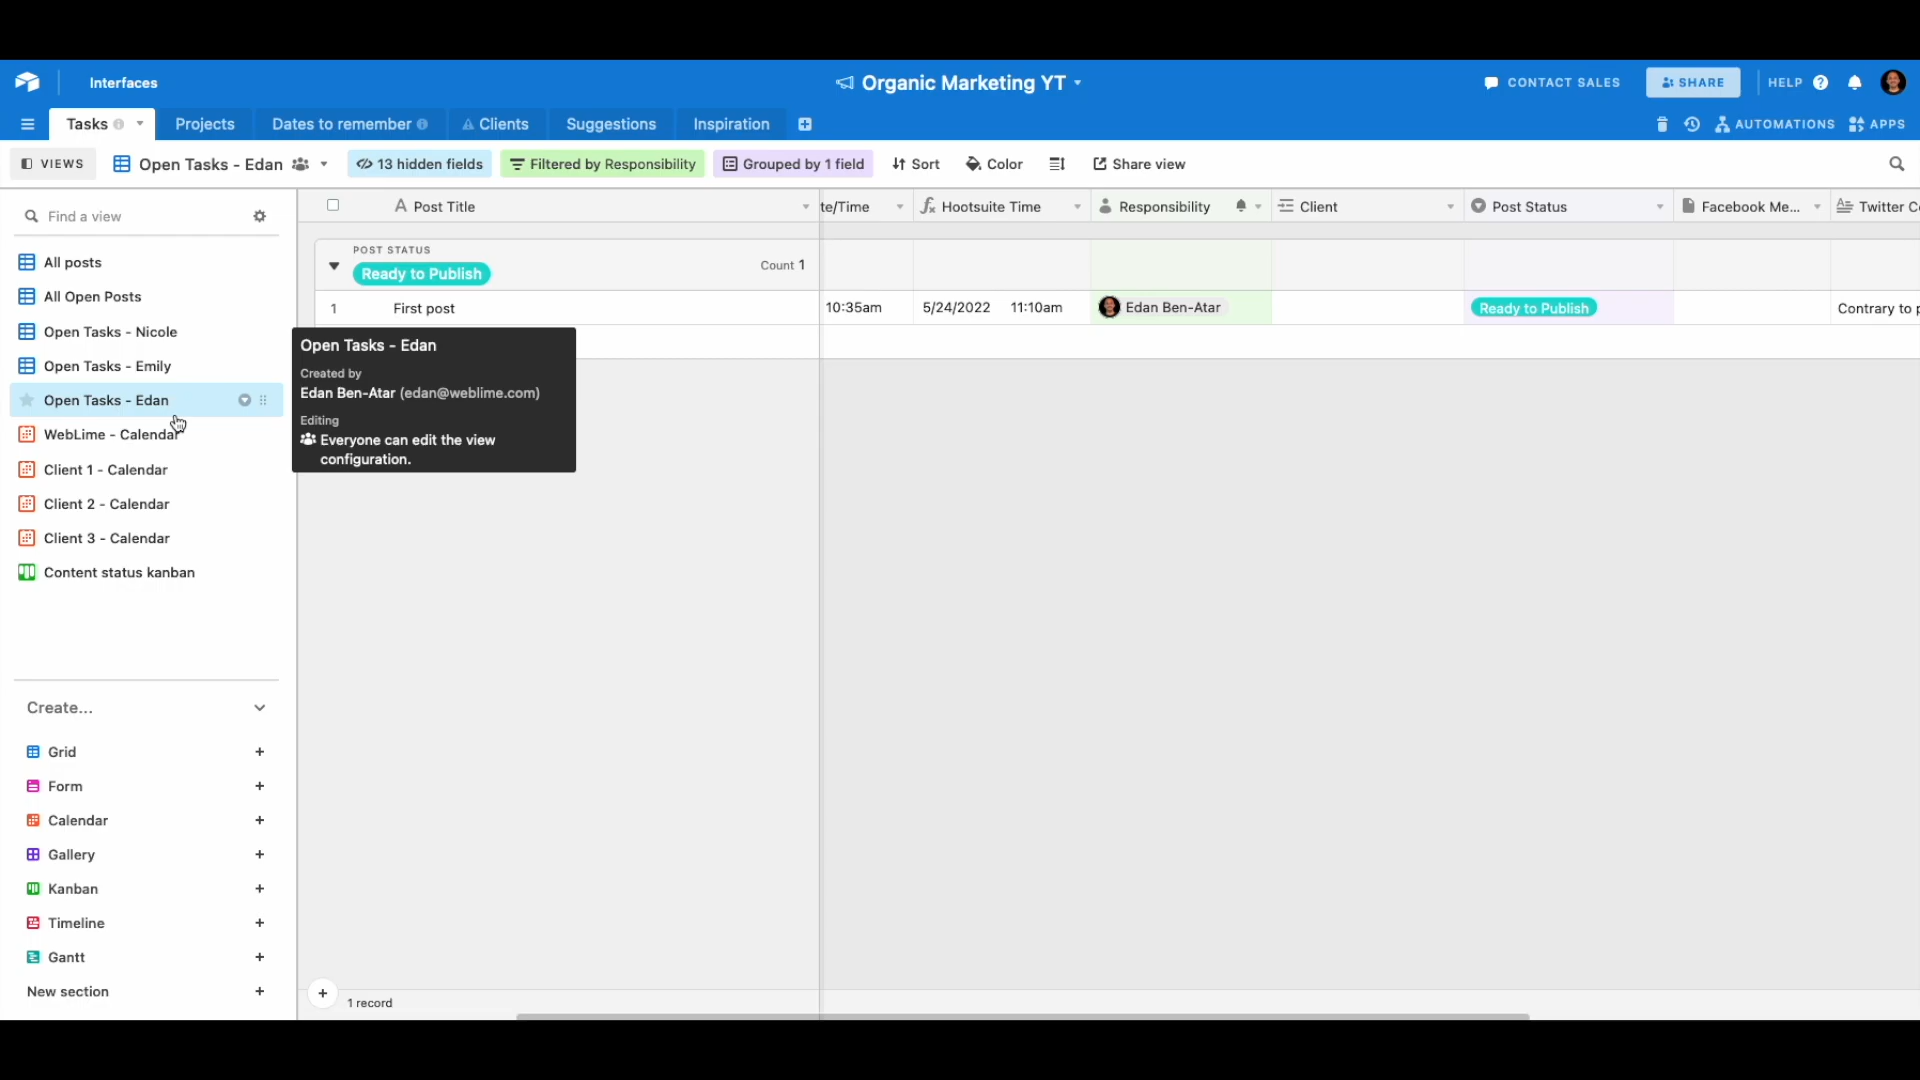 Interfaces
Organic Marketing YT
CONTACT SALES
SHARE
HELP
Tasks
Projects
Dates to remember
Clients
Suggestions
Inspiration
AUTOMATIONS
APPS
VIEWS
Open Tasks - Edan
13 hidden fields
Filtered by Responsibility
Grouped by 1 field
Sort
Color
Share view
Find a view
All posts
All Open Posts
Open Tasks - Nicole
Open Tasks - Emily
Open Tasks - Edan
WebLime - Calendar
Client 1 - Calendar
Client 2 - Calendar
Client 3 - Calendar
Content status kanban
Create...
Grid
Form
Calendar
Gallery
Kanban
Timeline
Gantt
New section
Post Title
te/Time
Hootsuite Time
Responsibility
Client
Post Status
Facebook Me...
Twitter Co
POST STATUS
Ready to Publish
Count 1
1 First post 10:35am 5/24/2022 11:10am Edan Ben-Atar Ready to Publish Contrary to p
Open Tasks - Edan
Created by
Edan Ben-Atar (edan@weblime.com)
Editing
Everyone can edit the view
configuration.
1 record